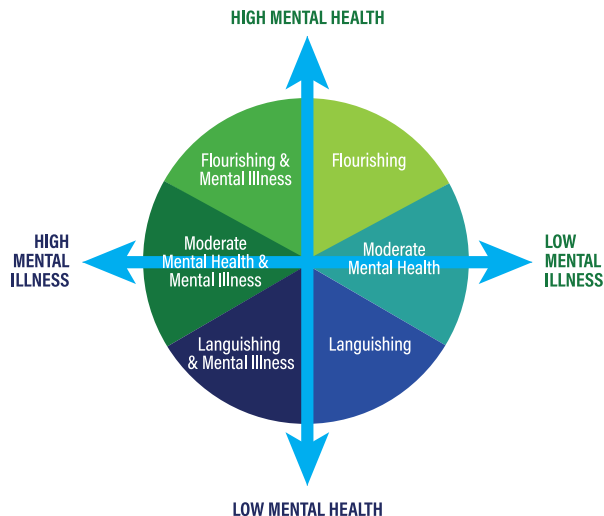 HIGH MENTAL HEALTH
Flourishing &
Mental Illness
Flourishing
HIGH
MENTAL
ILLNESS
Moderate
Mental Health &
Mental Illness
Moderate
Mental Health
LOW
MENTAL
ILLNESS
Languishing
& Mental Illness
Languishing
LOW MENTAL HEALTH